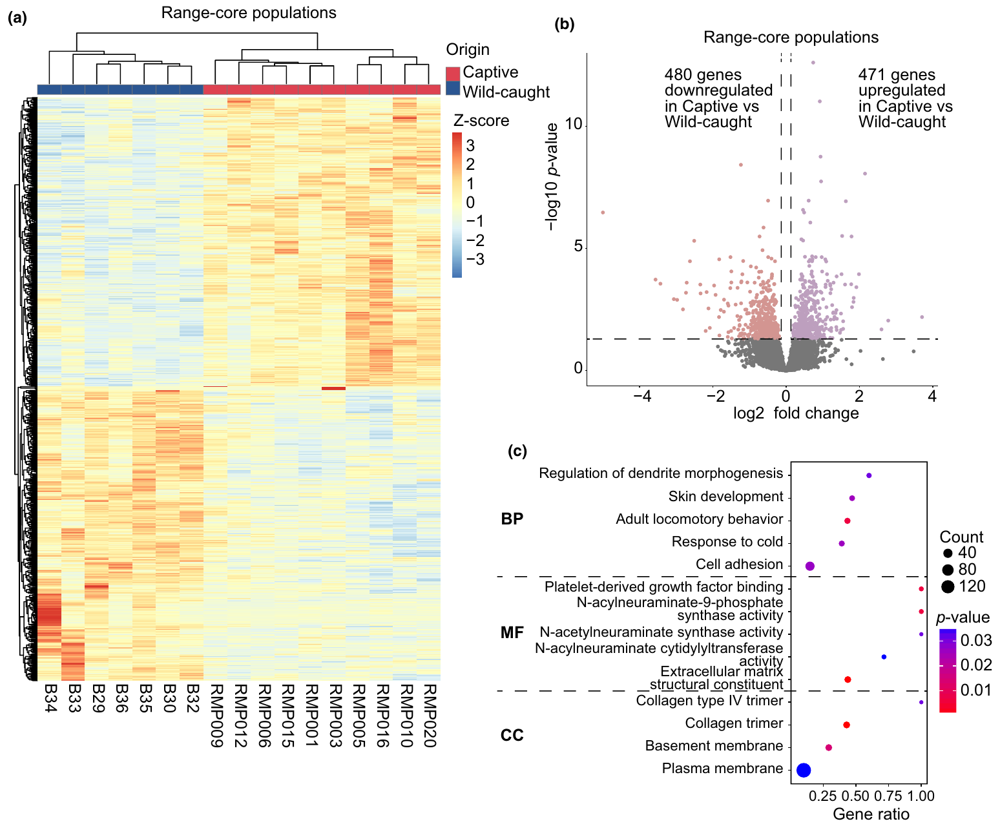 (a)
Range-core populations
Origin
Captive
Wild-caught
Z-score
3
2
1
0
−1
−2
−3
B34
B33
B29
B36
B35
B30
B32
RMP009
RMP012
RMP006
RMP015
RMP001
RMP003
RMP005
RMP016
RMP010
RMP020
(b)
Range-core populations
480 genes
downregulated
in Captive vs
Wild-caught
471 genes
upregulated
in Captive vs
Wild-caught
−log10 p-value
10
5
0
−4
−2
0
2
4
log2 fold change
(c)
BP
Regulation of dendrite morphogenesis
Skin development
Adult locomotory behavior
Response to cold
Cell adhesion
MF
Platelet-derived growth factor binding
N-acylneuraminate-9-phosphate
synthase activity
N-acetylneuraminate synthase activity
N-acylneuraminate cytidylyltransferase
activity
Extracellular matrix
structural constituent
CC
Collagen type IV trimer
Collagen trimer
Basement membrane
Plasma membrane
0.25 0.50 0.75 1.00
Gene ratio
Count
40
80
120
p-value
0.03
0.02
0.01